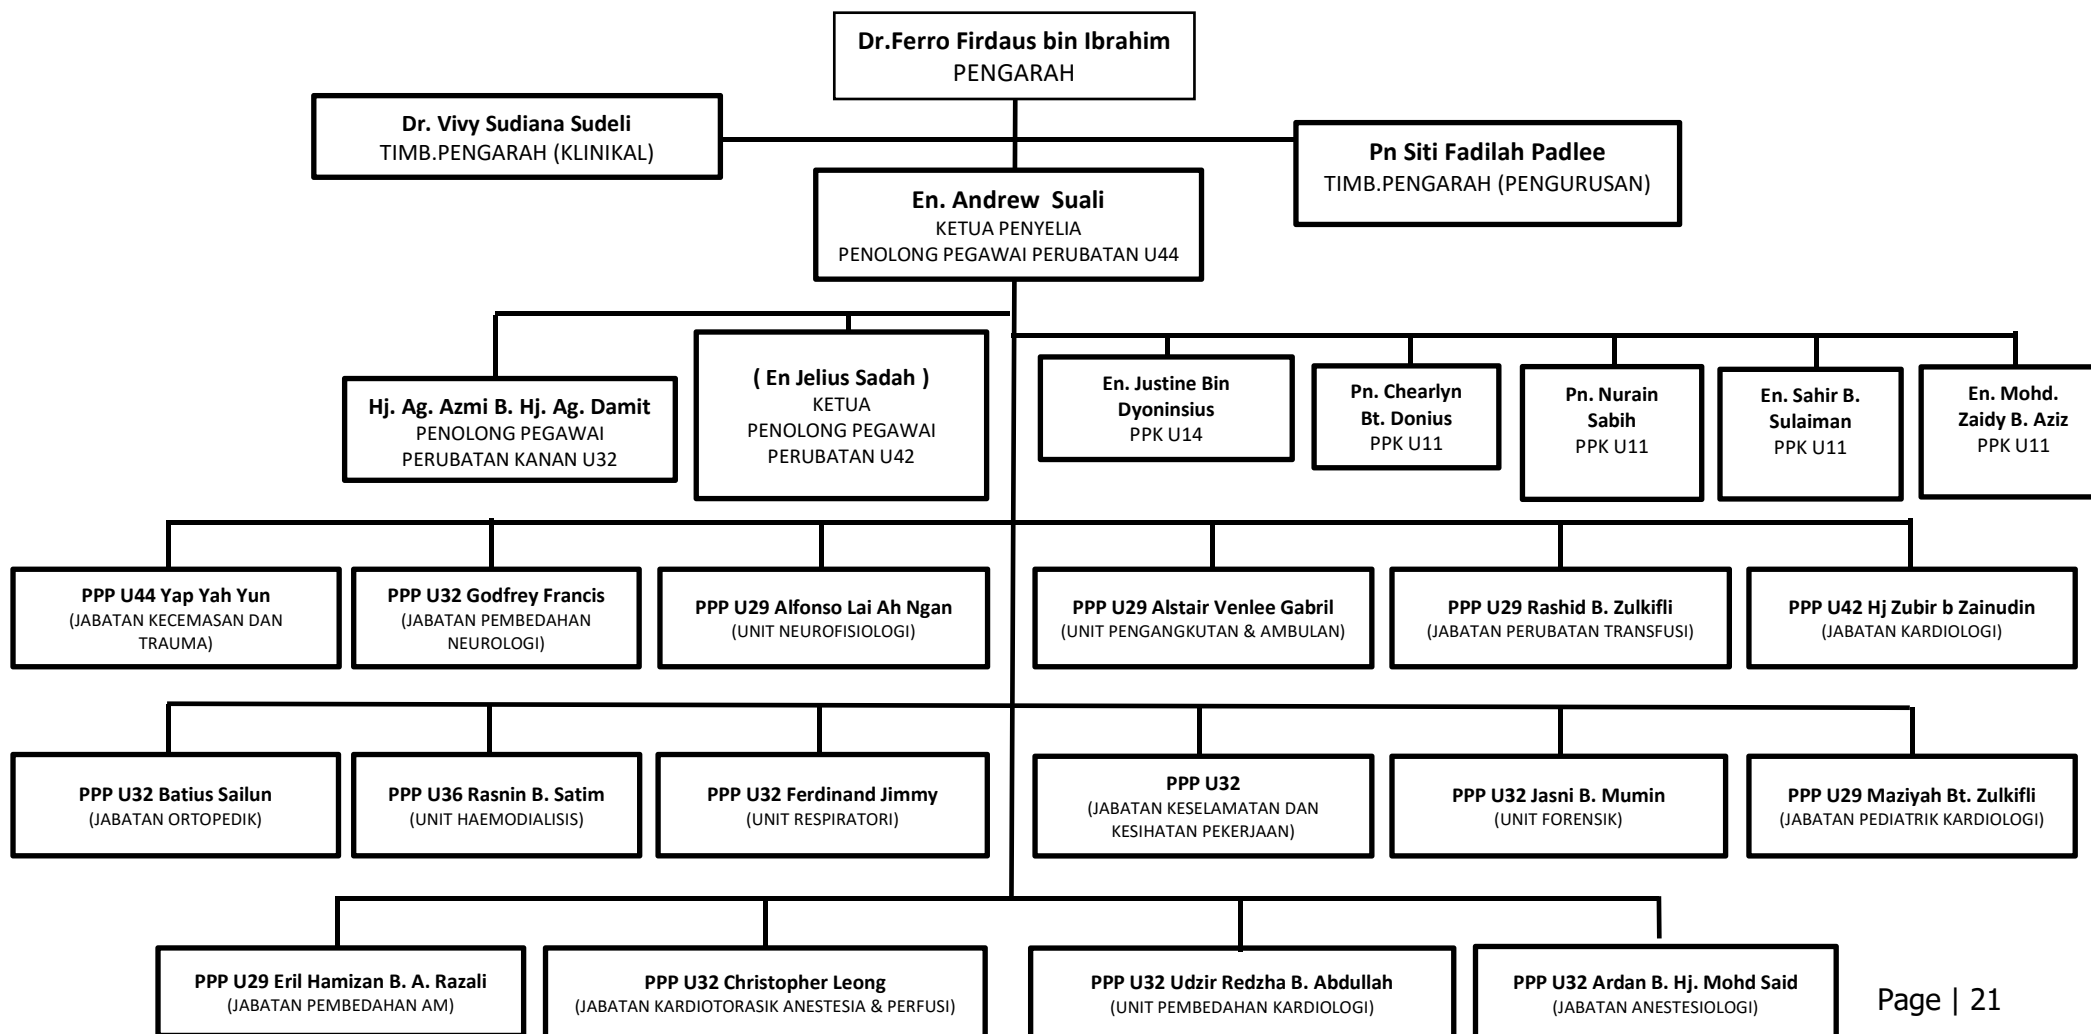 Dr.Ferro Firdaus bin Ibrahim
PENGARAH
Dr. Vivy Sudiana Sudeli
TIMB.PENGARAH (KLINIKAL)
Pn Siti Fadilah Padlee
TIMB.PENGARAH (PENGURUSAN)
En. Andrew Suali
KETUA PENYELIA
PENOLONG PEGAWAI PERUBATAN U44
Hj. Ag. Azmi B. Hj. Ag. Damit
PENOLONG PEGAWAI
PERUBATAN KANAN U32
( En Jelius Sadah )
KETUA
PENOLONG PEGAWAI
PERUBATAN U42
En. Justine Bin
Dyoninsius
PPK U14
Pn. Chearlyn
Bt. Donius
PPK U11
Pn. Nurain
Sabih
PPK U11
En. Sahir B.
Sulaiman
PPK U11
En. Mohd.
Zaidy B. Aziz
PPK U11
PPP U44 Yap Yah Yun
(JABATAN KECEMASAN DAN
TRAUMA)
PPP U32 Godfrey Francis
(JABATAN PEMBEDAHAN
NEUROLOGI)
PPP U29 Alfonso Lai Ah Ngan
(UNIT NEUROFISIOLOGI)
PPP U29 Alstair Venlee Gabril
(UNIT PENGANGKUTAN & AMBULAN)
PPP U29 Rashid B. Zulkifli
(JABATAN PERUBATAN TRANSFUSI)
PPP U42 Hj Zubir b Zainudin
(JABATAN KARDIOLOGI)
PPP U32 Batius Sailun
(JABATAN ORTOPEDIK)
PPP U36 Rasnin B. Satim
(UNIT HAEMODIALISIS)
PPP U32 Ferdinand Jimmy
(UNIT RESPIRATORI)
PPP U32
(JABATAN KESELAMATAN DAN
KESIHATAN PEKERJAAN)
PPP U32 Jasni B. Mumin
(UNIT FORENSIK)
PPP U29 Maziyah Bt. Zulkifli
(JABATAN PEDIATRIK KARDIOLOGI)
PPP U29 Eril Hamizan B. A. Razali
(JABATAN PEMBEDAHAN AM)
PPP U32 Christopher Leong
(JABATAN KARDIOTORASIK ANESTESIA & PERFUSI)
PPP U32 Udzir Redzha B. Abdullah
(UNIT PEMBEDAHAN KARDIOLOGI)
PPP U32 Ardan B. Hj. Mohd Said
(JABATAN ANESTESIOLOGI)
Page | 21